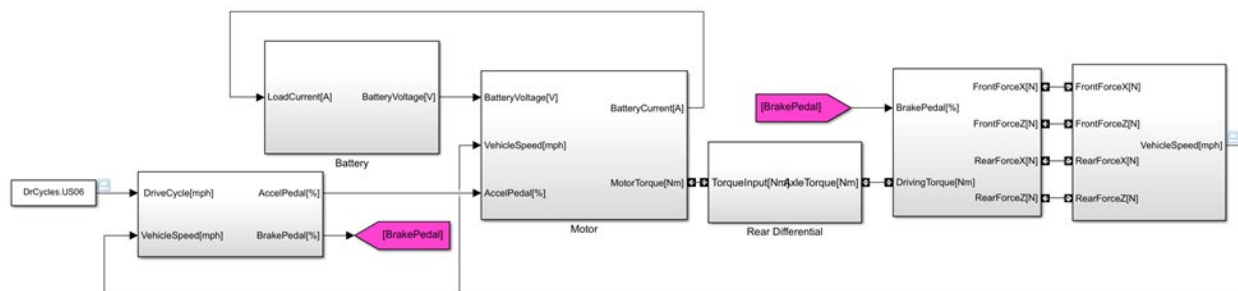 LoadCurrent[A]
BatteryVoltage[V]
Battery
BatteryVoltage[V]
VehicleSpeed[mph]
AccelPedal[%]
BatteryCurrent[A]
MotorTorque[Nm]
Motor
DrCycles.US06
DriveCycle[mph]
VehicleSpeed[mph]
AccelPedal[%]
BrakePedal[%]
[BrakePedal]
TorqueInput[Nm]
AxleTorque[Nm]
Rear Differential
[BrakePedal]
BrakePedal[%]
DrivingTorque[Nm]
FrontForceX[N]
FrontForceZ[N]
RearForceX[N]
RearForceZ[N]
FrontForceX[N]
FrontForceZ[N]
RearForceX[N]
RearForceZ[N]
VehicleSpeed[mph]